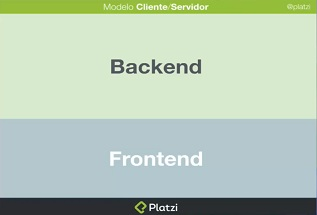 Modelo Cliente/Servidor
@platzi
Backend
Frontend
Platzi